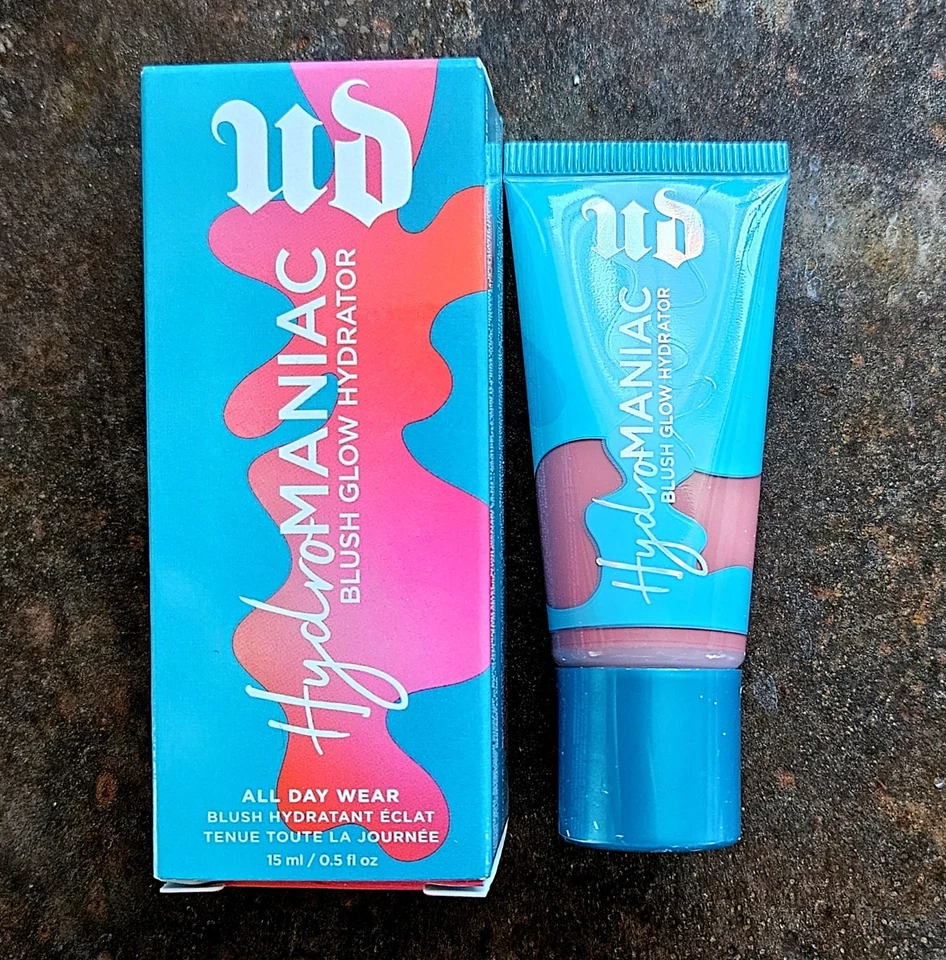 UD
HydroMANIAC
BLUSH GLOW HYDRATOR
ALL DAY WEAR
BLUSH HYDRATANT ÉCLAT
TENUE TOUTE LA JOURNÉE
15 ml / 0.5 fl oz
UD
HydroMANIAC
BLUSH GLOW HYDRATOR